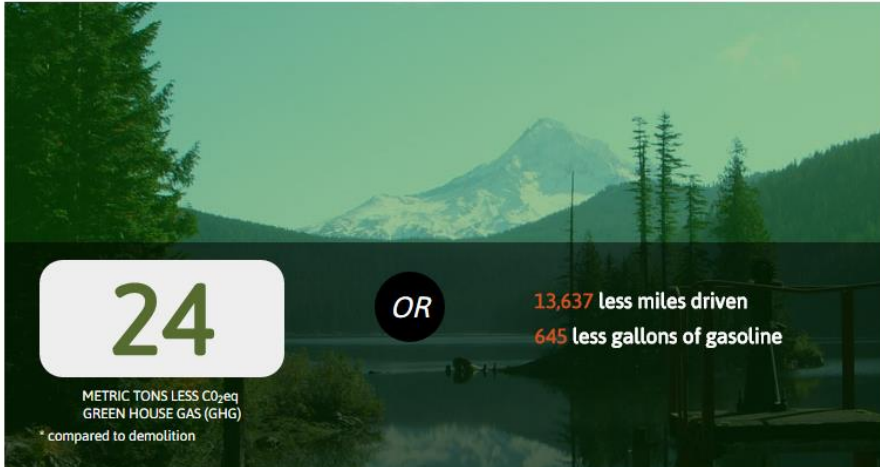 24
METRIC TONS LESS C0₂eq
GREEN HOUSE GAS (GHG)
* compared to demolition
OR
13,637 less miles driven
645 less gallons of gasoline